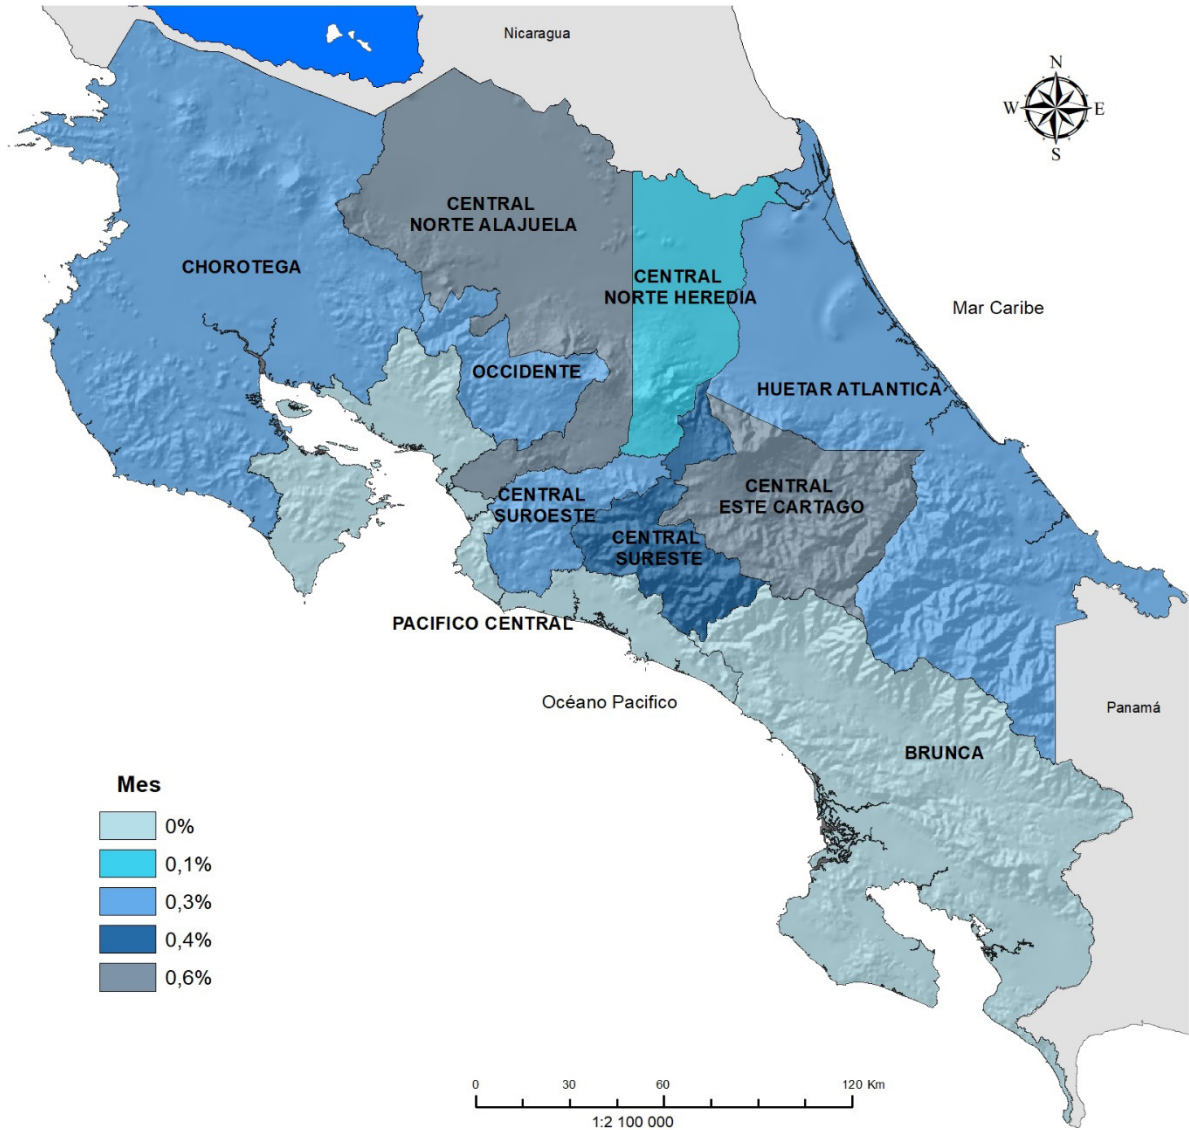 Nicaragua
N
W
E
S
CENTRAL
NORTE ALAJUELA
CHOROTEGA
CENTRAL
NORTE HEREDIA
Mar Caribe
OCCIDENTE
HUETAR ATLANTICA
CENTRAL
SUROESTE
CENTRAL
ESTE CARTAGO
CENTRAL
SURESTE
PACIFICO CENTRAL
Océano Pacifico
Panamá
BRUNCA
Mes
0%
0,1%
0,3%
0,4%
0,6%
0 30 60 120 Km
1:2 100 000